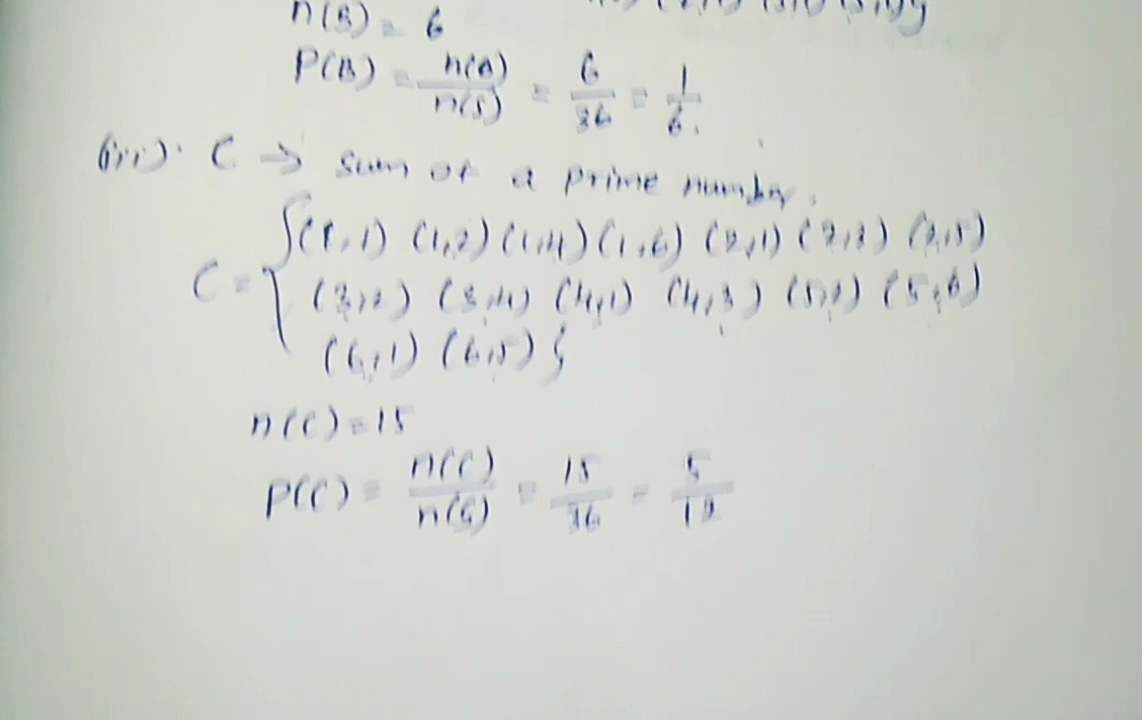 n(B) = 6
P(B) = n(B)/n(S) = 6/36 = 1/6.
(iii). C → Sum of a prime number.
C = {(1,1) (1,2) (1,4) (1,6) (2,1) (2,3) (2,5)
(3,2) (3,4) (4,1) (4,3) (5,2) (5,6)
(6,1) (6,5)}
n(C) = 15
P(C) = n(C)/n(S) = 15/36 = 5/12